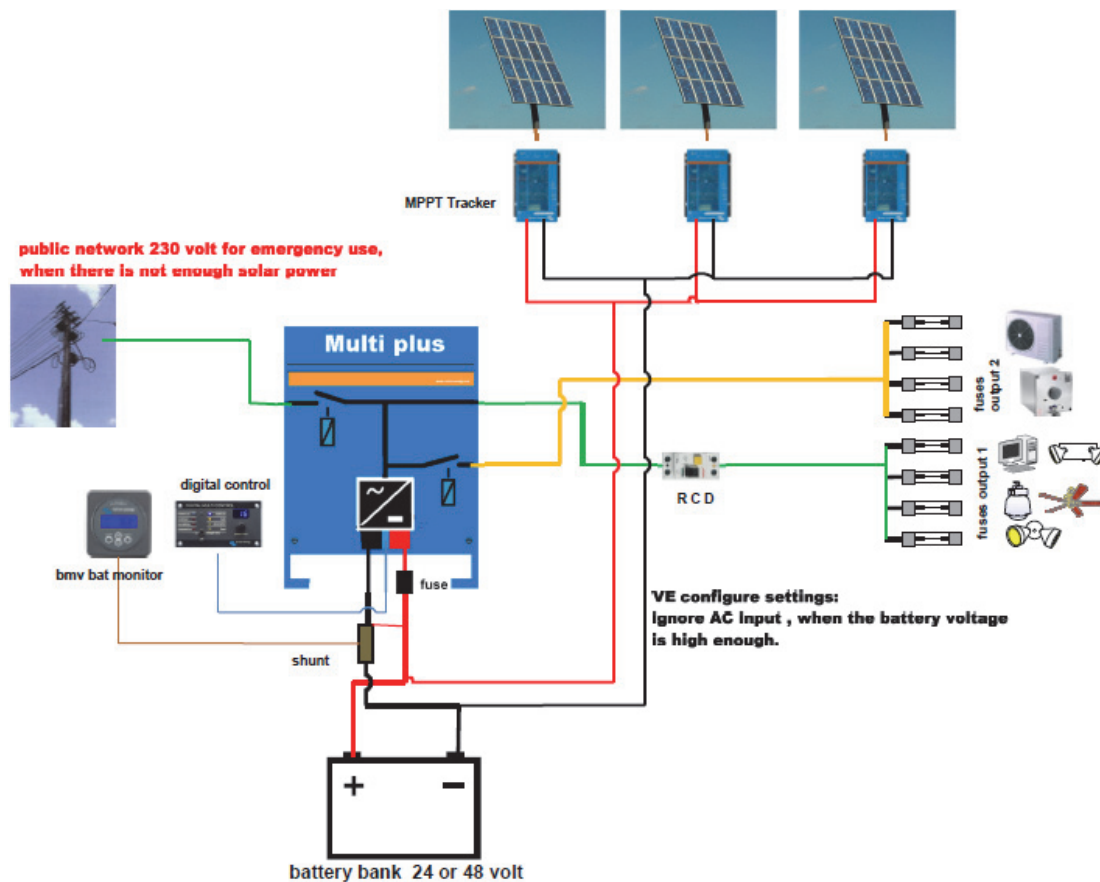 MPPT Tracker
public network 230 volt for emergency use,
when there is not enough solar power
Multi plus
fuses
output 2
digital control
R C D
fuses output 1
bmv bat monitor
fuse
VE configure settings:
Ignore AC Input , when the battery voltage
is high enough.
shunt
+
−
battery bank 24 or 48 volt